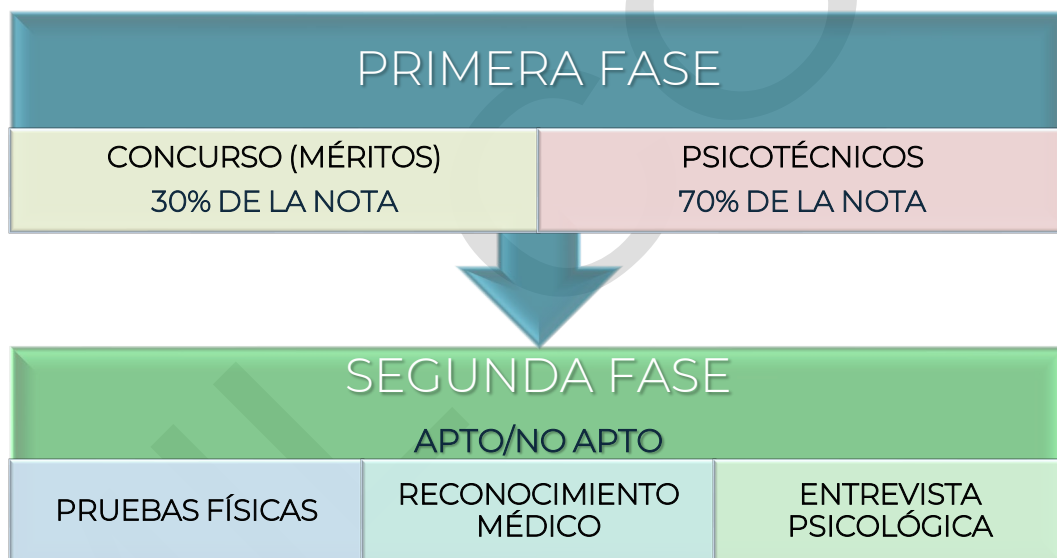 PRIMERA FASE
CONCURSO (MÉRITOS)
30% DE LA NOTA
PSICOTÉCNICOS
70% DE LA NOTA
SEGUNDA FASE
APTO/NO APTO
PRUEBAS FÍSICAS
RECONOCIMIENTO
MÉDICO
ENTREVISTA
PSICOLÓGICA